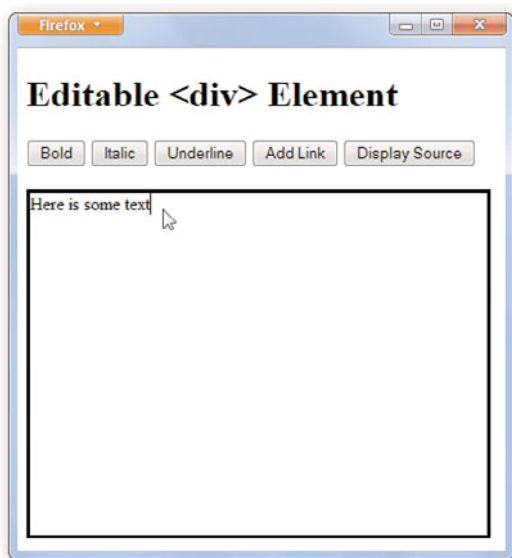 Firefox
Editable <div> Element
Bold Italic Underline Add Link Display Source
Here is some text